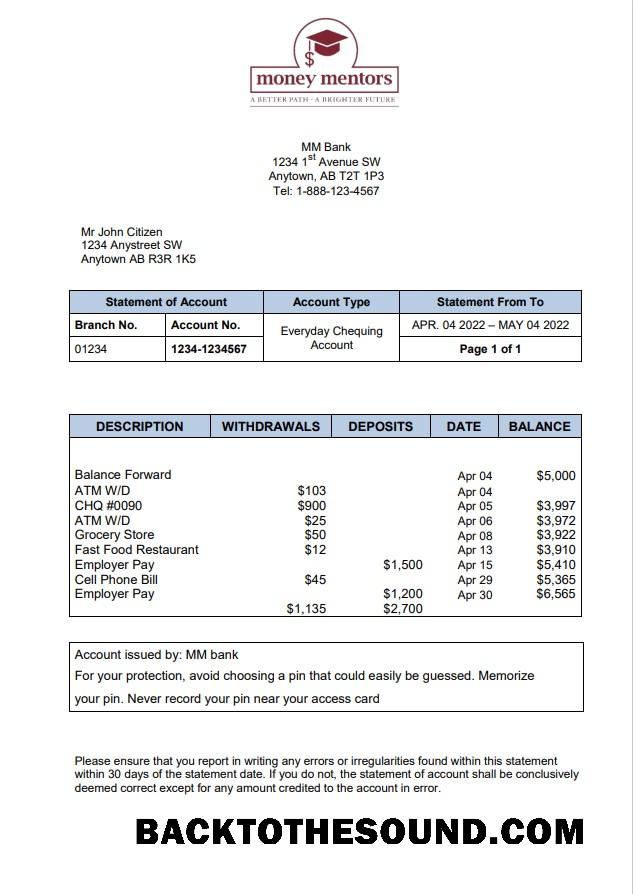 $
money mentors
A BETTER PATH · A BRIGHTER FUTURE
MM Bank
1234 1st Avenue SW
Anytown, AB T2T 1P3
Tel: 1-888-123-4567
Mr John Citizen
1234 Anystreet SW
Anytown AB R3R 1K5
Statement of Account Account Type Statement From To
Branch No. Account No. Everyday Chequing Account APR. 04 2022 – MAY 04 2022
01234 1234-1234567 Page 1 of 1
DESCRIPTION WITHDRAWALS DEPOSITS DATE BALANCE
Balance Forward Apr 04 $5,000
ATM W/D $103 Apr 04
CHQ #0090 $900 Apr 05 $3,997
ATM W/D $25 Apr 06 $3,972
Grocery Store $50 Apr 08 $3,922
Fast Food Restaurant $12 Apr 13 $3,910
Employer Pay $1,500 Apr 15 $5,410
Cell Phone Bill $45 Apr 29 $5,365
Employer Pay $1,200 Apr 30 $6,565
$1,135 $2,700
Account issued by: MM bank
For your protection, avoid choosing a pin that could easily be guessed. Memorize
your pin. Never record your pin near your access card
Please ensure that you report in writing any errors or irregularities found within this statement
within 30 days of the statement date. If you do not, the statement of account shall be conclusively
deemed correct except for any amount credited to the account in error.
BACKTOTHESOUND.COM